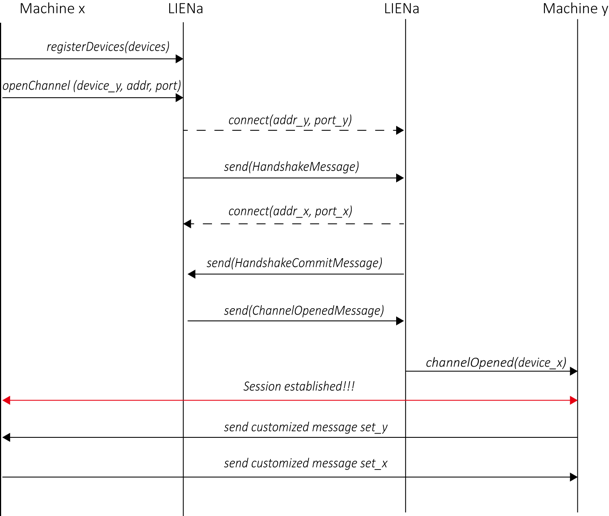 Machine x LIENa LIENa Machine y
registerDevices(devices)
openChannel (device_y, addr, port)
connect(addr_y, port_y)
send(HandshakeMessage)
connect(addr_x, port_x)
send(HandshakeCommitMessage)
send(ChannelOpenedMessage)
channelOpened(device_x)
Session established!!!
send customized message set_y
send customized message set_x